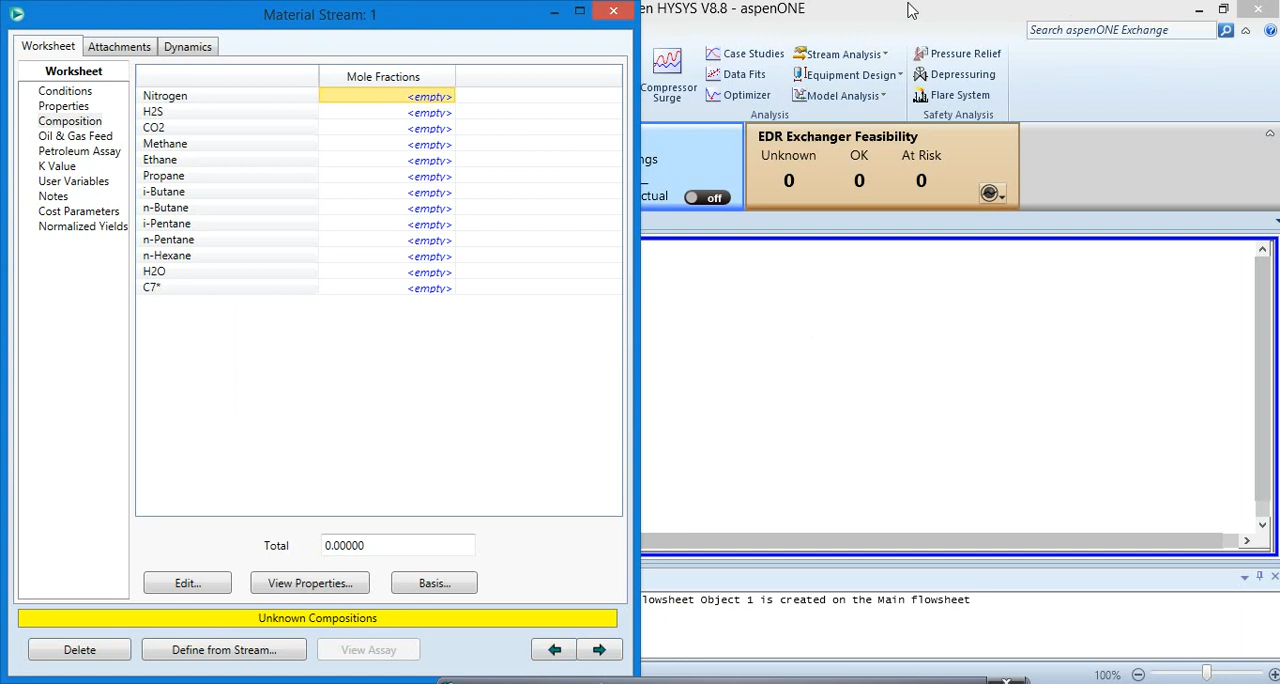 Material Stream: 1
en HYSYS V8.8 - aspenONE
Search aspenONE Exchange
Worksheet
Attachments
Dynamics
Worksheet
Conditions
Properties
Composition
Oil & Gas Feed
Petroleum Assay
K Value
User Variables
Notes
Cost Parameters
Normalized Yields
Mole Fractions
Nitrogen <empty>
H2S <empty>
CO2 <empty>
Methane <empty>
Ethane <empty>
Propane <empty>
i-Butane <empty>
n-Butane <empty>
i-Pentane <empty>
n-Pentane <empty>
n-Hexane <empty>
H2O <empty>
C7* <empty>
Total 0.00000
Edit...
View Properties...
Basis...
Unknown Compositions
Delete
Define from Stream...
View Assay
Compressor
Surge
Case Studies
Data Fits
Optimizer
Stream Analysis
Equipment Design
Model Analysis
Analysis
Pressure Relief
Depressuring
Flare System
Safety Analysis
ngs
ctual
off
EDR Exchanger Feasibility
Unknown OK At Risk
0 0 0
lowsheet Object 1 is created on the Main flowsheet
100%